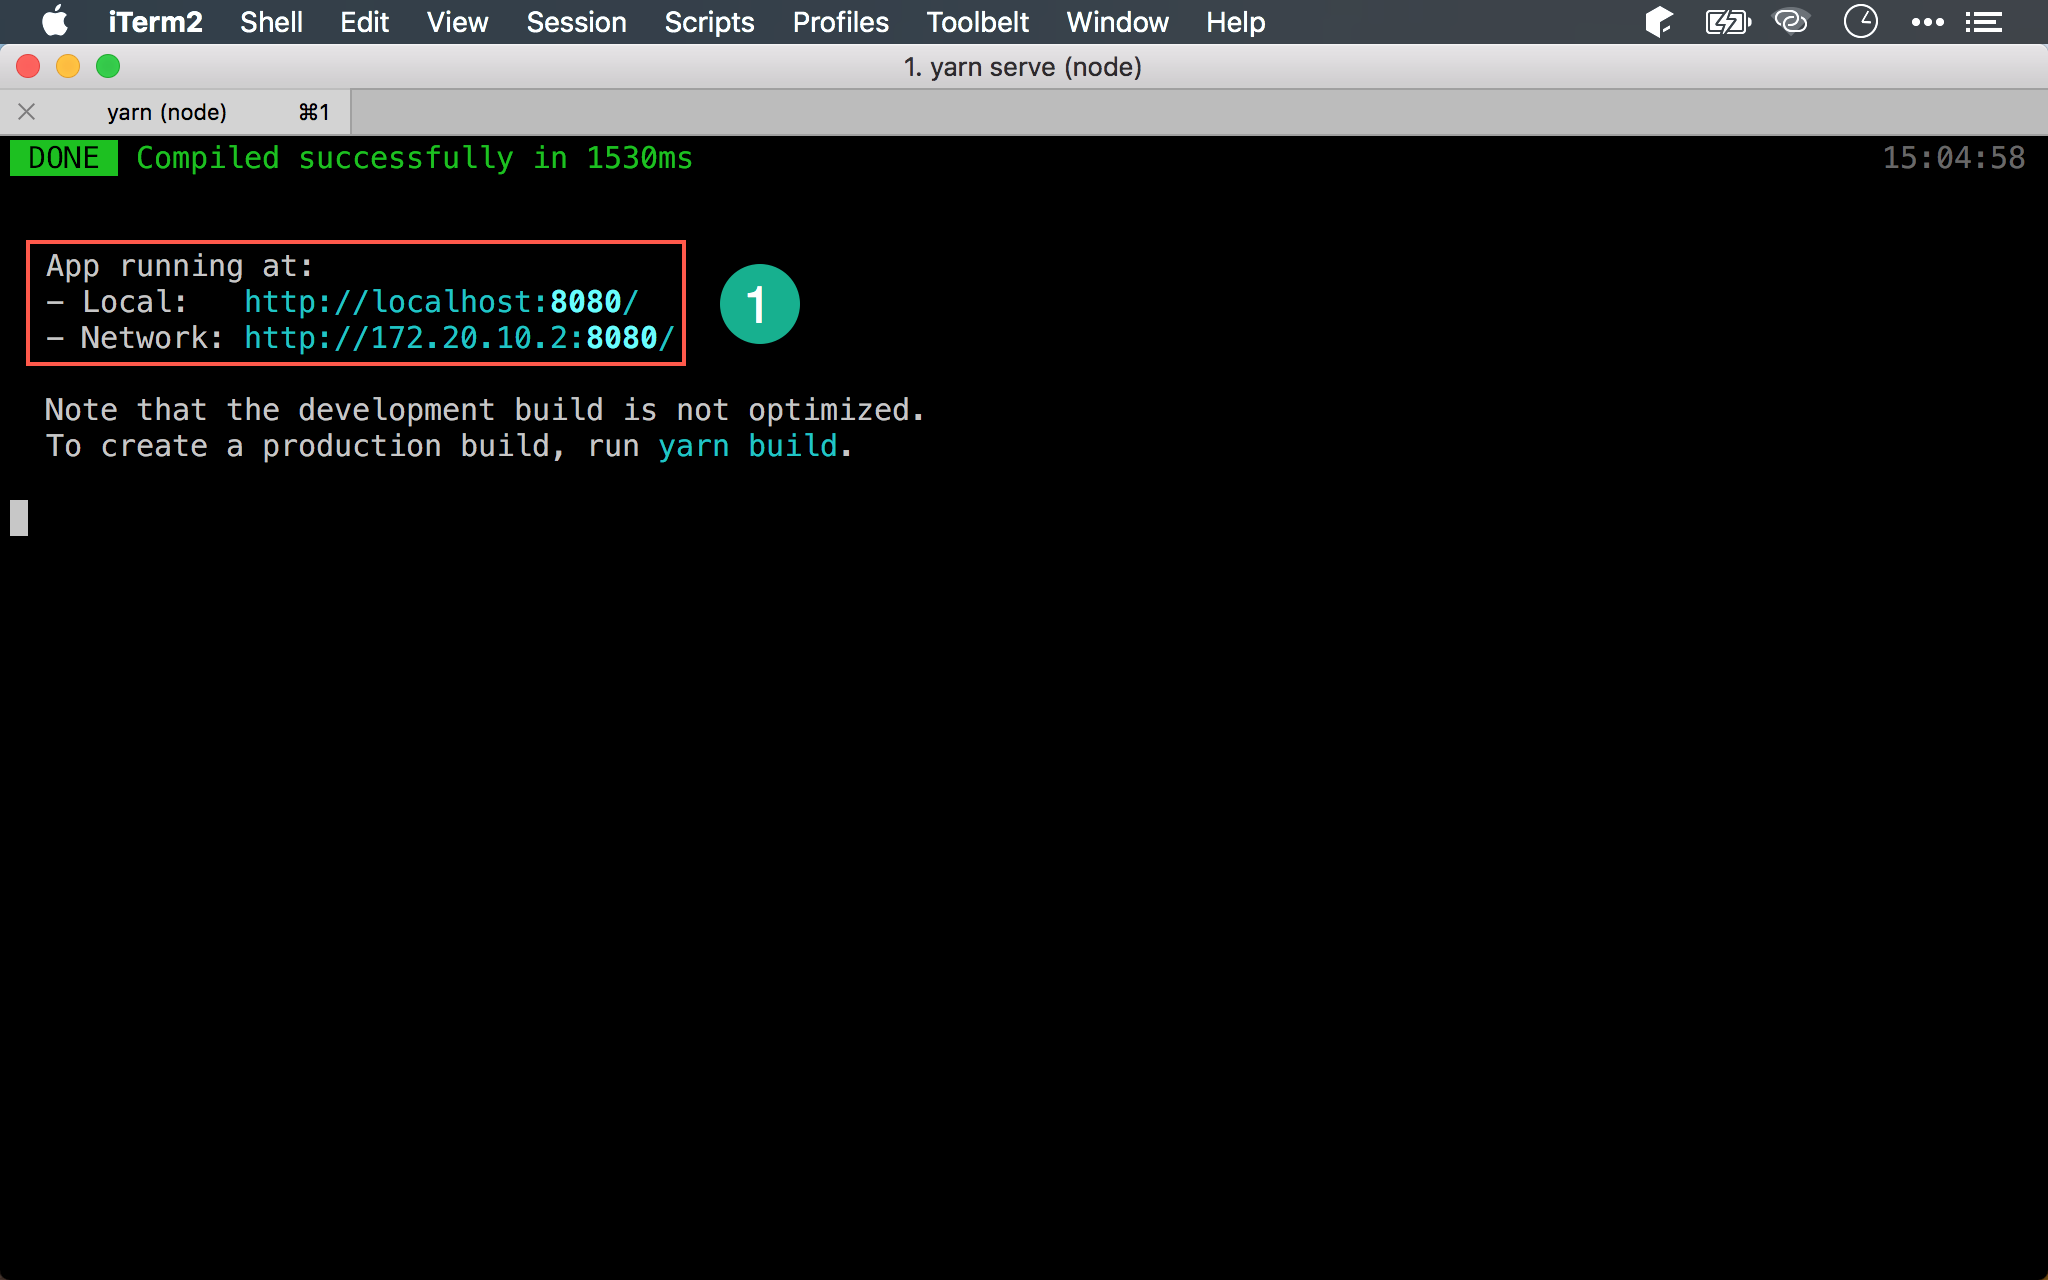 iTerm2 Shell Edit View Session Scripts Profiles Toolbelt Window Help
1. yarn serve (node)
yarn (node) ⌘1
DONE Compiled successfully in 1530ms 15:04:58
App running at:
- Local: http://localhost:8080/
- Network: http://172.20.10.2:8080/
1
Note that the development build is not optimized.
To create a production build, run yarn build.